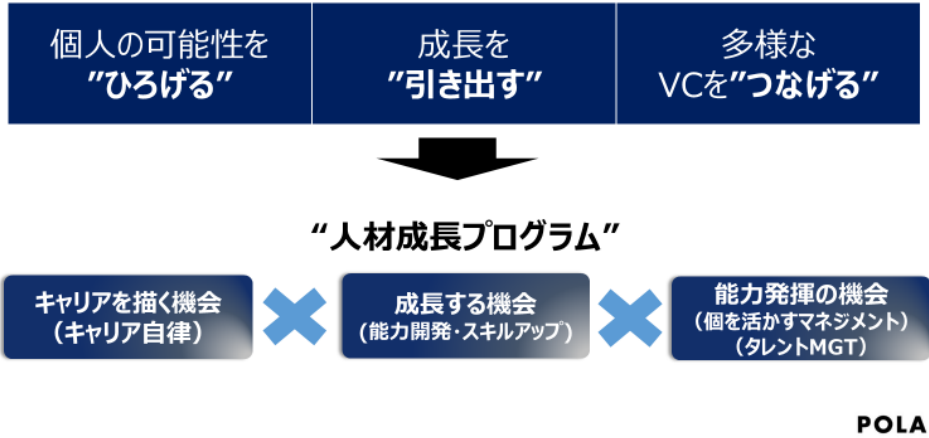 個人の可能性を
”ひろげる”
成長を
”引き出す”
多様な
VCを”つなげる”
“人材成長プログラム”
キャリアを描く機会
（キャリア自律）
成長する機会
(能力開発・スキルアップ)
能力発揮の機会
（個を活かすマネジメント）
（タレントMGT）
POLA